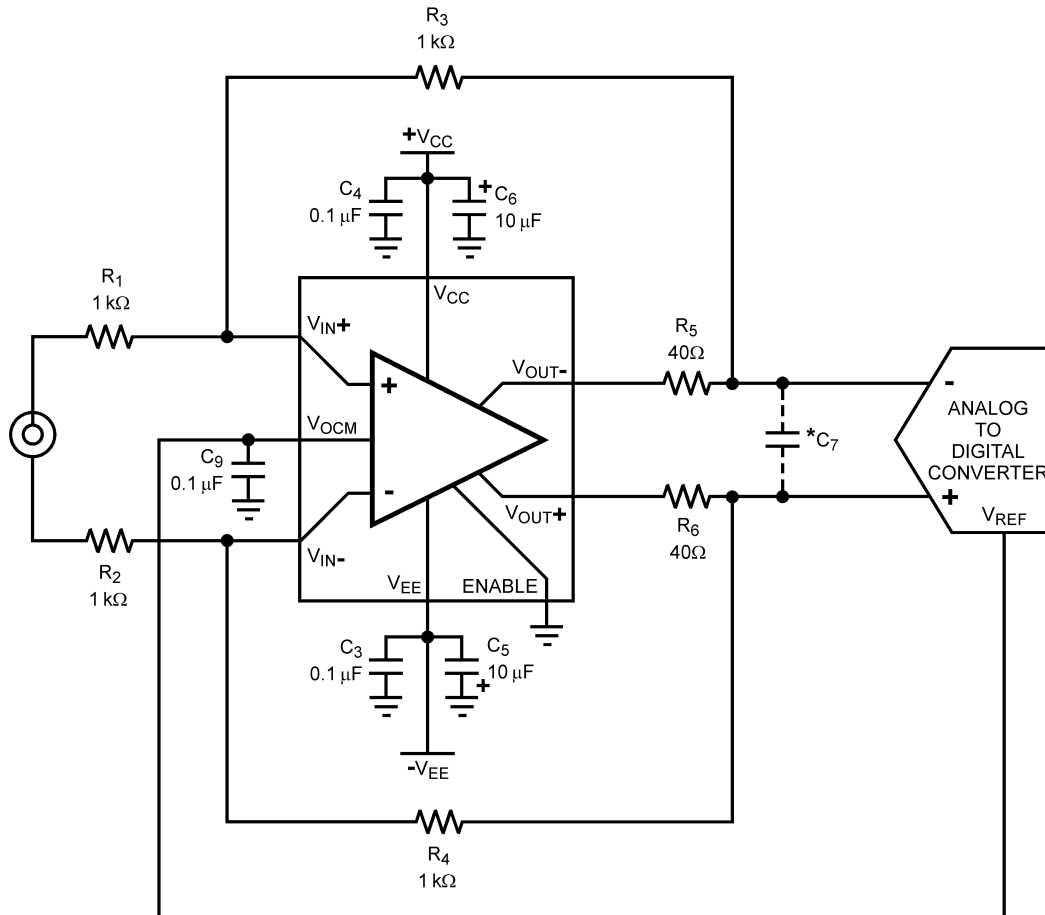 R3
1 kΩ
+VCC
C4
0.1 µF
+
C6
10 µF
R1
1 kΩ
VCC
VIN+
+
VOUT-
R5
40Ω
-
ANALOG
TO
DIGITAL
CONVERTER
+
VREF
*C7
VOCM
C9
0.1 µF
-
VOUT+
R6
40Ω
VIN-
R2
1 kΩ
VEE
ENABLE
C3
0.1 µF
C5
10 µF
+
-VEE
R4
1 kΩ